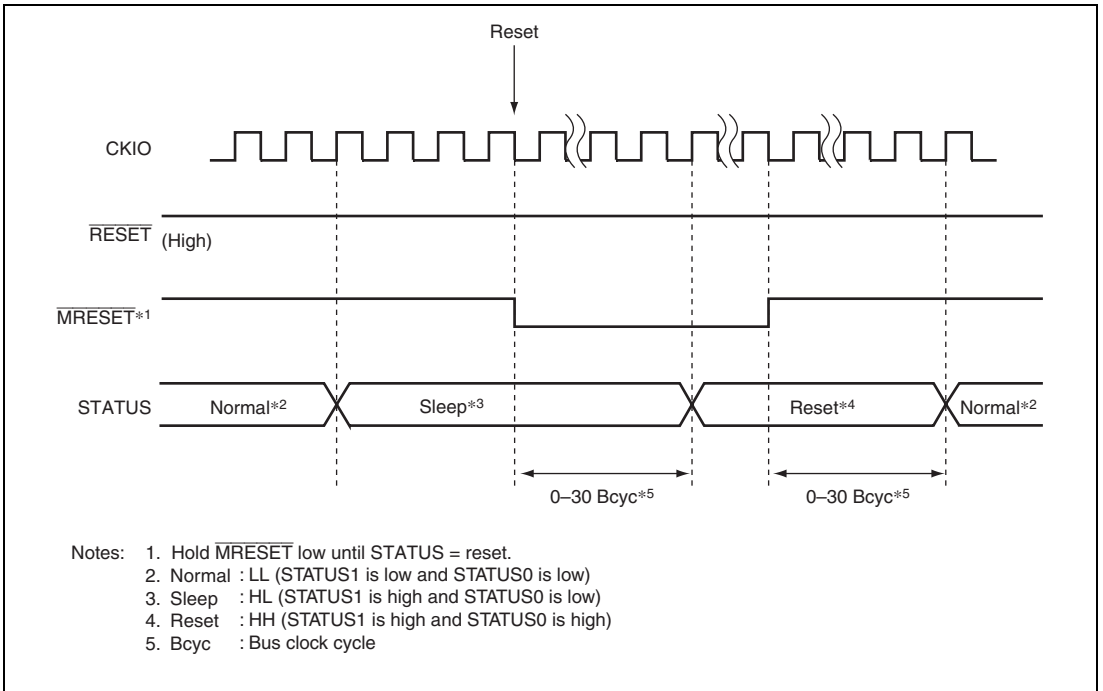 Reset
CKIO
RESET (High)
MRESET*1
STATUS Normal*2 Sleep*3 Reset*4 Normal*2
0–30 Bcyc*5 0–30 Bcyc*5
Notes: 1. Hold MRESET low until STATUS = reset.
2. Normal : LL (STATUS1 is low and STATUS0 is low)
3. Sleep : HL (STATUS1 is high and STATUS0 is low)
4. Reset : HH (STATUS1 is high and STATUS0 is high)
5. Bcyc : Bus clock cycle